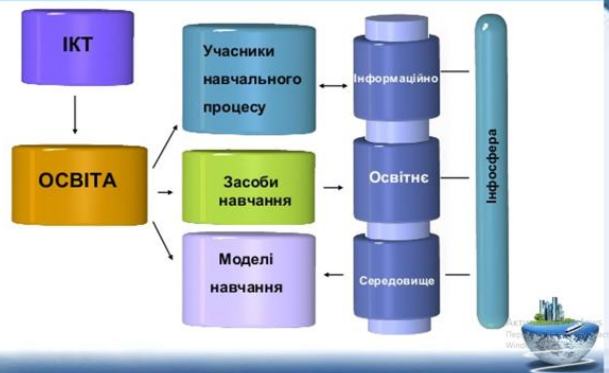 ІКТ
ОСВІТА
Учасники
навчального
процесу
Засоби
навчання
Моделі
навчання
Інформаційно
Освітнє
Середовище
Інфосфера